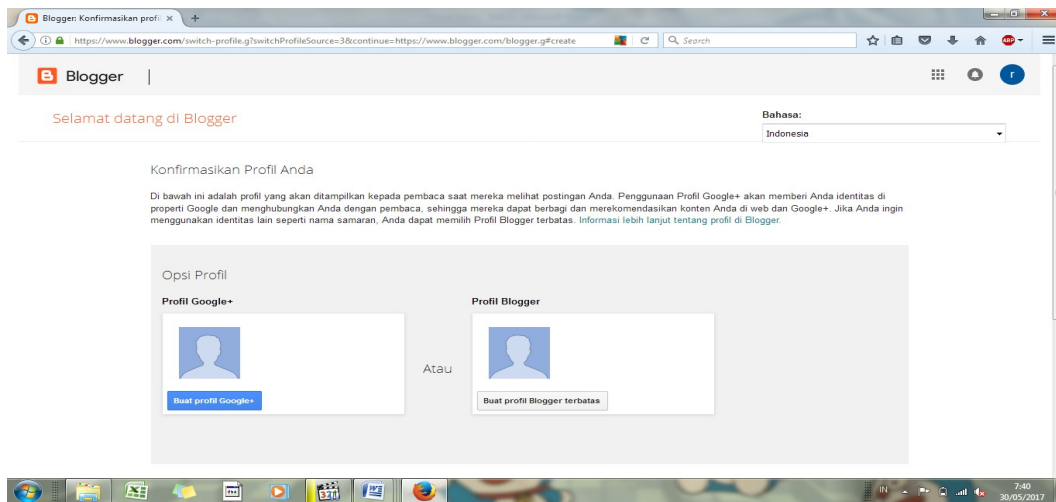 Blogger: Konfirmasikan profil
https://www.blogger.com/switch-profile.g?switchProfileSource=3&continue=https://www.blogger.com/blogger.g#create
Search
ABP
Blogger
r
Selamat datang di Blogger
Bahasa:
Indonesia
Konfirmasikan Profil Anda
Di bawah ini adalah profil yang akan ditampilkan kepada pembaca saat mereka melihat postingan Anda. Penggunaan Profil Google+ akan memberi Anda identitas di
properti Google dan menghubungkan Anda dengan pembaca, sehingga mereka dapat berbagi dan merekomendasikan konten Anda di web dan Google+. Jika Anda ingin
menggunakan identitas lain seperti nama samaran, Anda dapat memilih Profil Blogger terbatas. Informasi lebih lanjut tentang profil di Blogger.
Opsi Profil
Profil Google+
Profil Blogger
Atau
Buat profil Google+
Buat profil Blogger terbatas
321
IN
7:40
30/05/2017